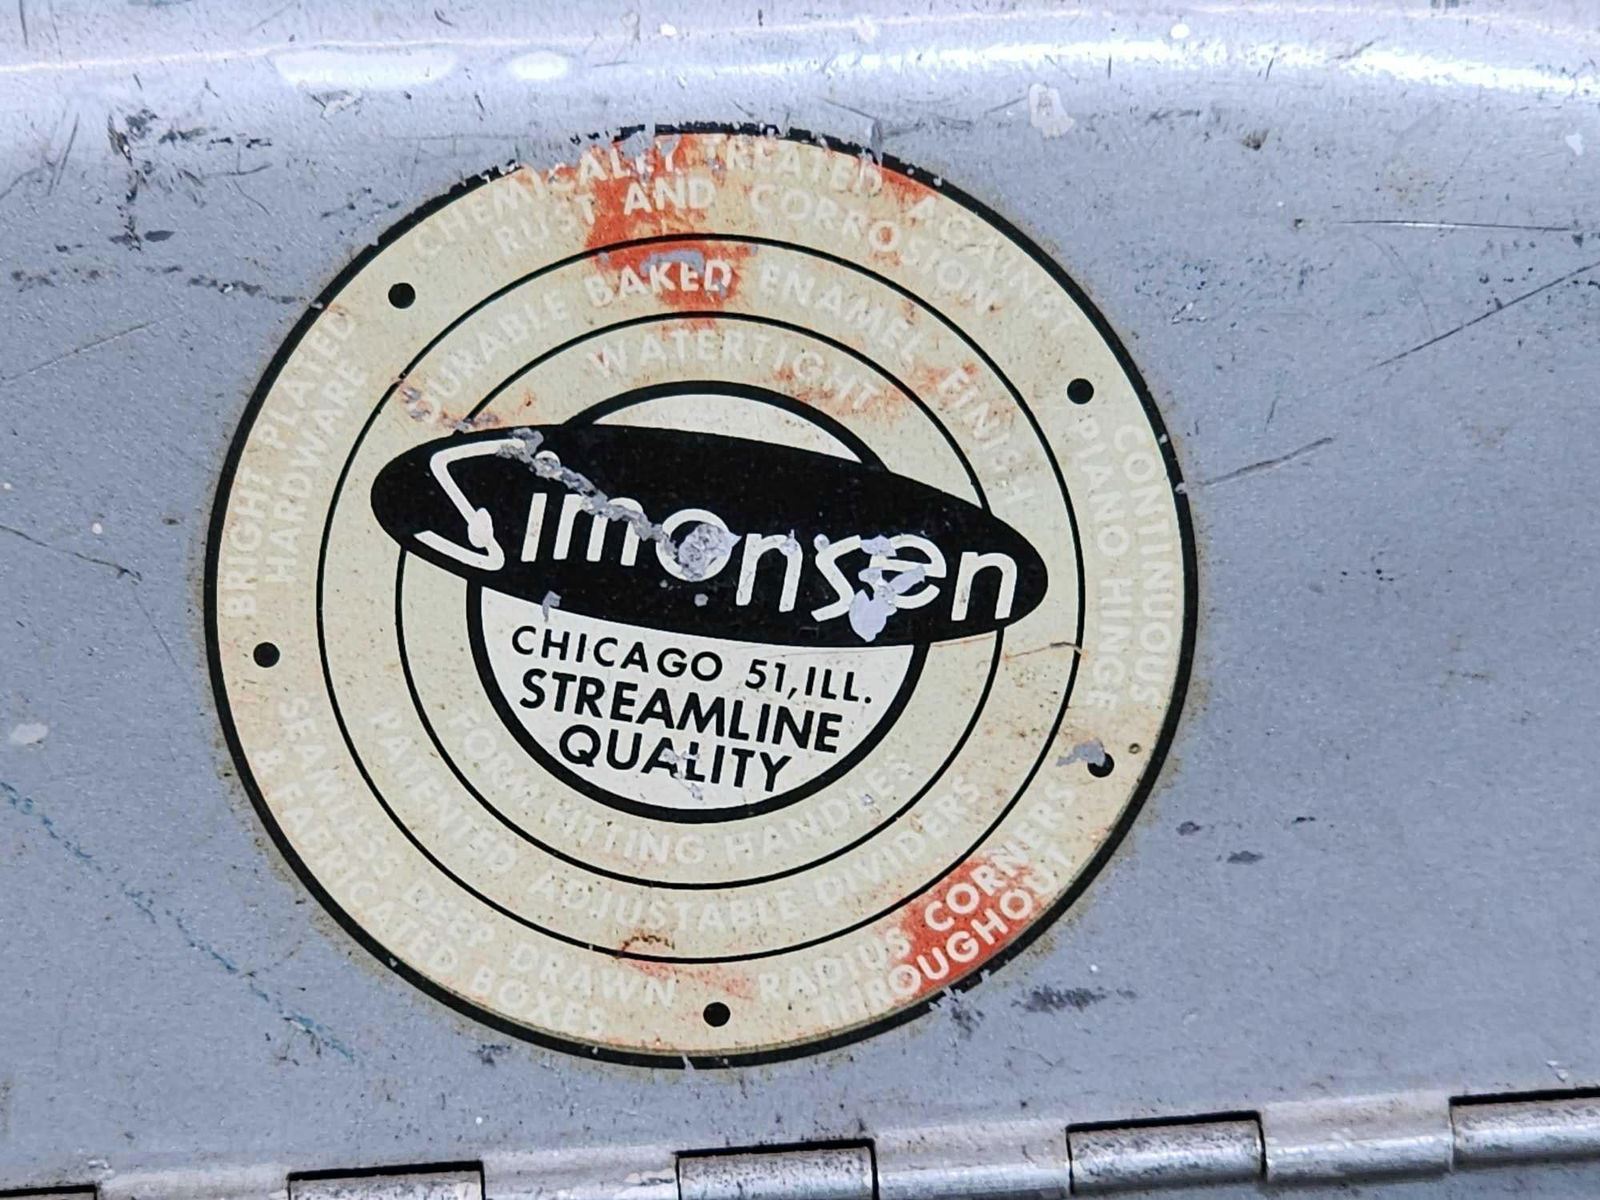 CHEMICALLY TREATED AGAINST
RUST AND CORROSION
DURABLE BAKED ENAMEL FINISH
WATERTIGHT
BRIGHT PLATED
HARDWARE
CONTINUOUS
PIANO HINGE
Simonsen
CHICAGO 51, ILL.
STREAMLINE
QUALITY
FORM FITTING HANDLES
PATENTED ADJUSTABLE DIVIDERS
SEAMLESS DEEP DRAWN
& FABRICATED BOXES
RADIUS CORNERS
THROUGHOUT